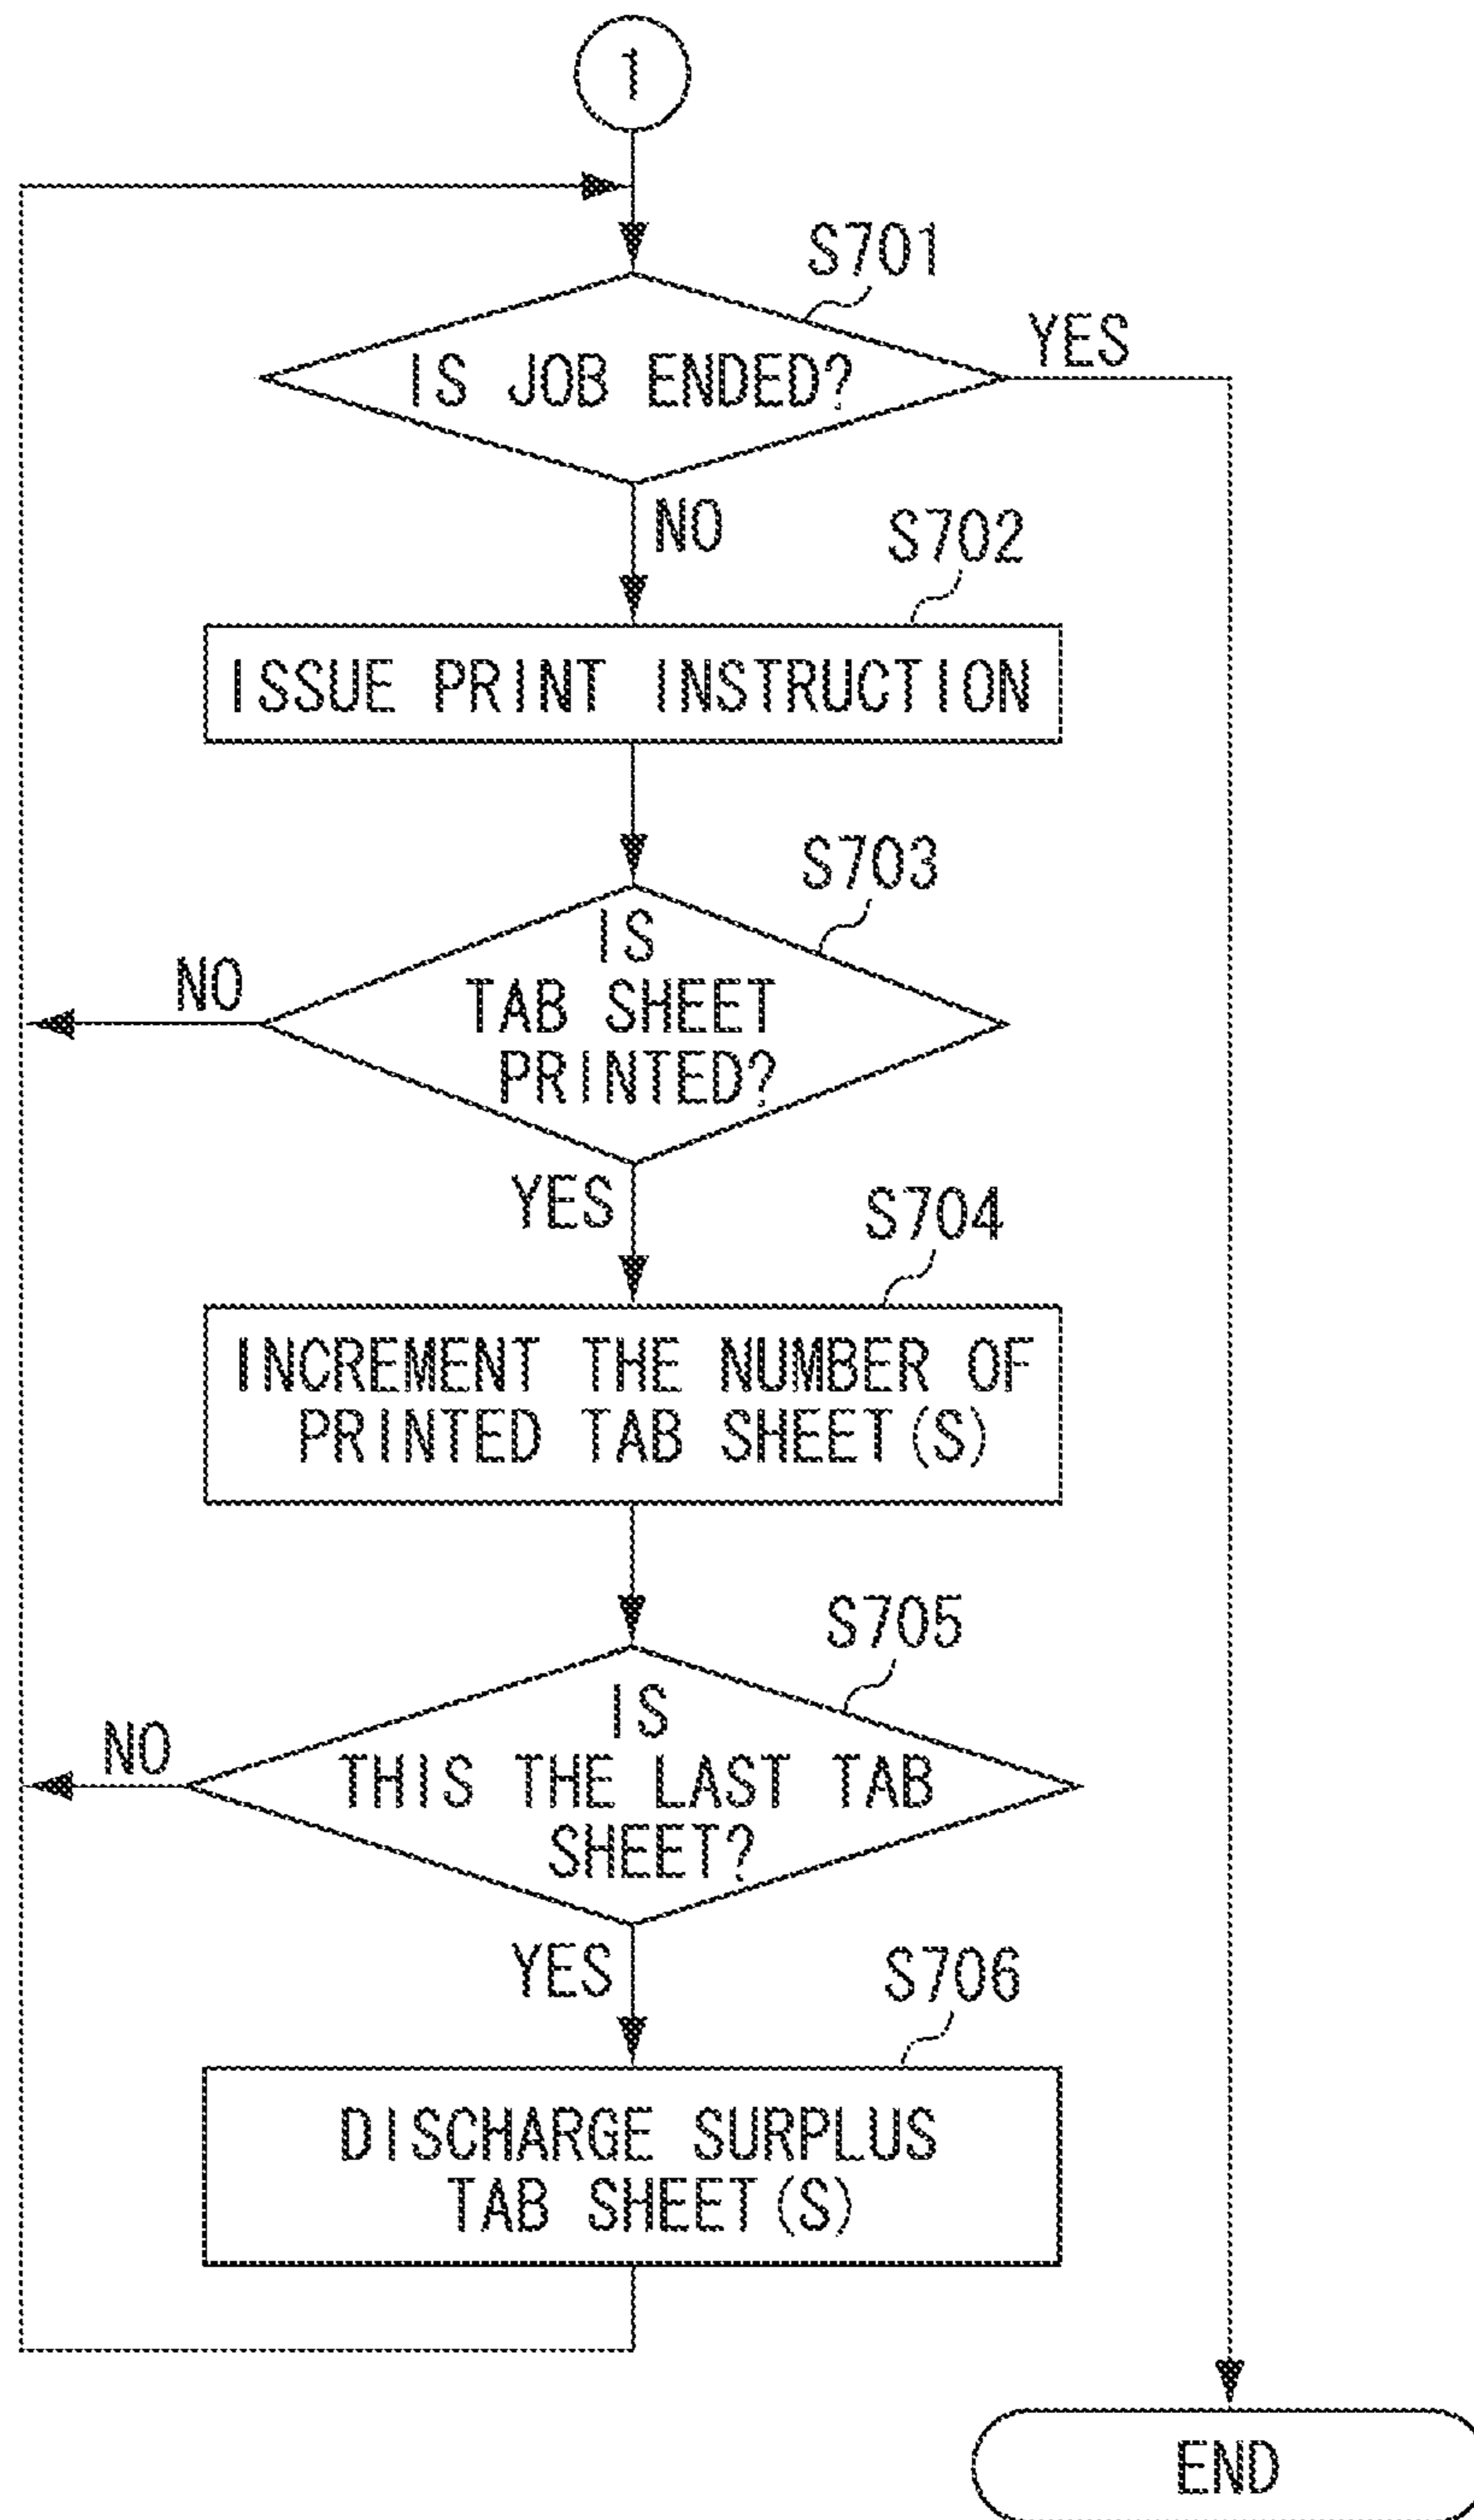 1
S701
IS JOB ENDED?
YES
NO
S702
ISSUE PRINT INSTRUCTION
S703
IS
TAB SHEET
PRINTED?
NO
YES
S704
INCREMENT THE NUMBER OF
PRINTED TAB SHEET(S)
S705
IS
THIS THE LAST TAB
SHEET?
NO
YES
S706
DISCHARGE SURPLUS
TAB SHEET(S)
END